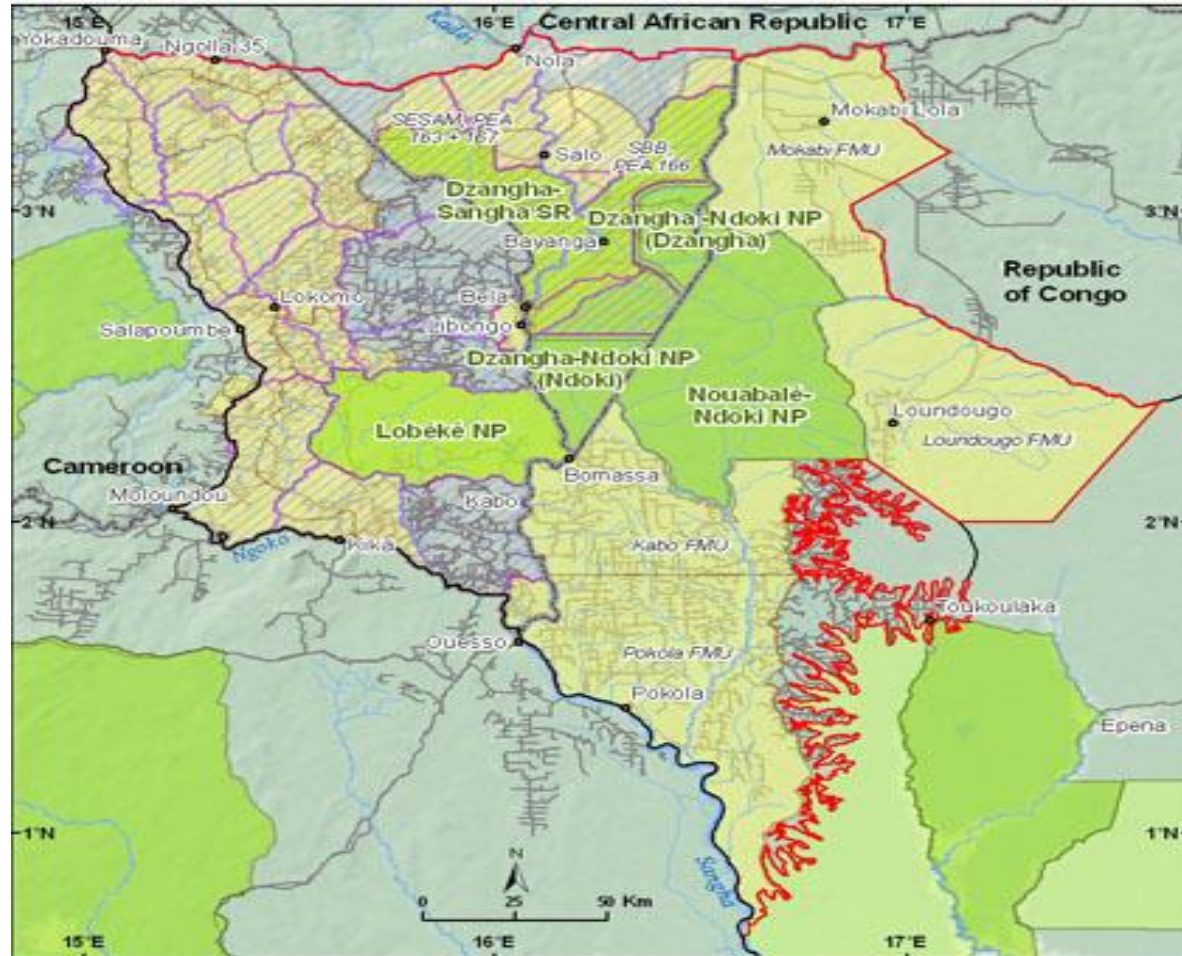 15°E
16°E
Central African Republic
17°E
Yokadouma
Ngolla 35
Kadéï
Nola
SESAM, PEA
163 + 167
Salo
SBB,
PEA 166
Mokabi Lola
Mokabi FMU
3°N
Dzangha-
Sangha SR
Dzangha -Ndoki NP
(Dzangha)
3°N
Bayanga
Republic
of Congo
Lokomo
Bela
Salapoumbe
Libongo
Dzangha-Ndoki NP
(Ndoki)
Nouabalé-
Ndoki NP
Lobéké NP
Loundougo
Loundougo FMU
Cameroon
Bomassa
Moloundou
Kabo
2°N
Ngoko
Kika
Kabo FMU
2°N
Toukoulaka
Ouesso
Pokola FMU
Pokola
Epena
1°N
1°N
N
Sangha
0
25
50 Km
15°E
16°E
17°E